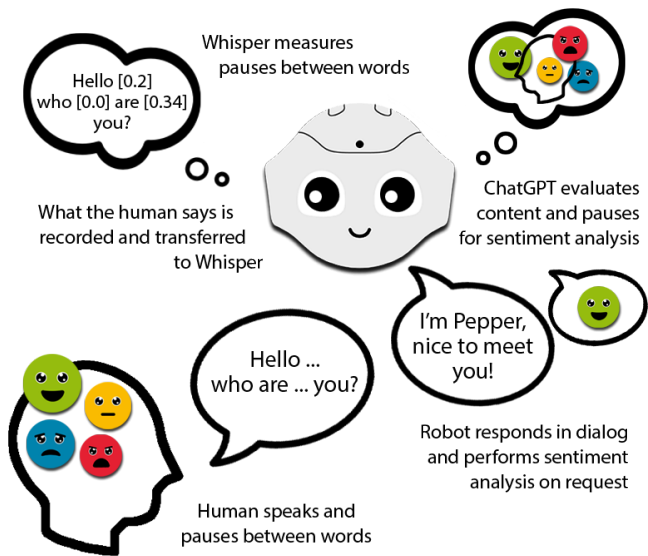 Whisper measures
pauses between words
Hello [0.2]
who [0.0] are [0.34]
you?
What the human says is
recorded and transferred
to Whisper
ChatGPT evaluates
content and pauses
for sentiment analysis
I'm Pepper,
nice to meet
you!
Hello ...
who are ... you?
Robot responds in dialog
and performs sentiment
analysis on request
Human speaks and
pauses between words